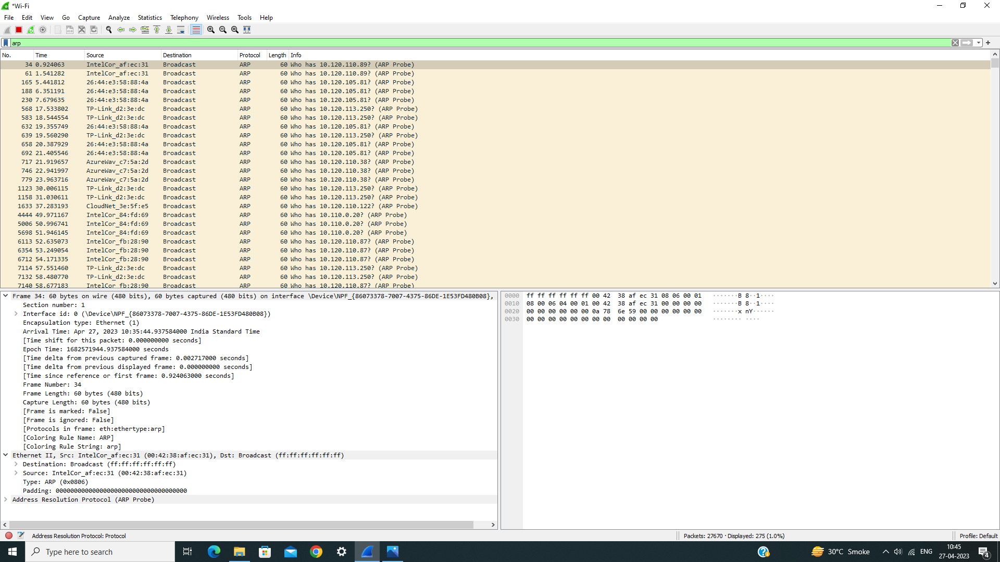 *Wi-Fi
File Edit View Go Capture Analyze Statistics Telephony Wireless Tools Help
arp
No. Time Source Destination Protocol Length Info
34 0.924063 IntelCor_af:ec:31 Broadcast ARP 60 Who has 10.120.110.89? (ARP Probe)
61 1.541282 IntelCor_af:ec:31 Broadcast ARP 60 Who has 10.120.110.89? (ARP Probe)
165 5.441812 26:44:e3:58:88:4a Broadcast ARP 60 Who has 10.120.105.81? (ARP Probe)
188 6.351191 26:44:e3:58:88:4a Broadcast ARP 60 Who has 10.120.105.81? (ARP Probe)
230 7.679635 26:44:e3:58:88:4a Broadcast ARP 60 Who has 10.120.105.81? (ARP Probe)
568 17.533802 TP-Link_d2:3e:dc Broadcast ARP 60 Who has 10.120.113.250? (ARP Probe)
583 18.544554 TP-Link_d2:3e:dc Broadcast ARP 60 Who has 10.120.113.250? (ARP Probe)
632 19.355749 26:44:e3:58:88:4a Broadcast ARP 60 Who has 10.120.105.81? (ARP Probe)
639 19.560290 TP-Link_d2:3e:dc Broadcast ARP 60 Who has 10.120.113.250? (ARP Probe)
658 20.387929 26:44:e3:58:88:4a Broadcast ARP 60 Who has 10.120.105.81? (ARP Probe)
692 21.405546 26:44:e3:58:88:4a Broadcast ARP 60 Who has 10.120.105.81? (ARP Probe)
717 21.919657 AzureWav_c7:5a:2d Broadcast ARP 60 Who has 10.120.110.38? (ARP Probe)
746 22.941997 AzureWav_c7:5a:2d Broadcast ARP 60 Who has 10.120.110.38? (ARP Probe)
779 23.963716 AzureWav_c7:5a:2d Broadcast ARP 60 Who has 10.120.110.38? (ARP Probe)
1123 30.006115 TP-Link_d2:3e:dc Broadcast ARP 60 Who has 10.120.113.250? (ARP Probe)
1158 31.030611 TP-Link_d2:3e:dc Broadcast ARP 60 Who has 10.120.113.250? (ARP Probe)
1633 37.283193 CloudNet_3e:5f:e5 Broadcast ARP 60 Who has 10.120.110.122? (ARP Probe)
4444 49.971167 IntelCor_84:fd:69 Broadcast ARP 60 Who has 10.110.0.20? (ARP Probe)
5006 50.996741 IntelCor_84:fd:69 Broadcast ARP 60 Who has 10.110.0.20? (ARP Probe)
5698 51.946145 IntelCor_84:fd:69 Broadcast ARP 60 Who has 10.110.0.20? (ARP Probe)
6113 52.635073 IntelCor_fb:28:90 Broadcast ARP 60 Who has 10.120.110.87? (ARP Probe)
6354 53.249054 IntelCor_fb:28:90 Broadcast ARP 60 Who has 10.120.110.87? (ARP Probe)
6712 54.171335 IntelCor_fb:28:90 Broadcast ARP 60 Who has 10.120.110.87? (ARP Probe)
7114 57.551460 TP-Link_d2:3e:dc Broadcast ARP 60 Who has 10.120.113.250? (ARP Probe)
7132 58.480770 TP-Link_d2:3e:dc Broadcast ARP 60 Who has 10.120.113.250? (ARP Probe)
7140 58.677183 IntelCor_fb:28:90 Broadcast ARP 60 Who has 10.120.110.87? (ARP Probe)
Frame 34: 60 bytes on wire (480 bits), 60 bytes captured (480 bits) on interface \Device\NPF_{86073378-7007-4375-86DE-1E53FD480B08},
Section number: 1
Interface id: 0 (\Device\NPF_{86073378-7007-4375-86DE-1E53FD480B08})
Encapsulation type: Ethernet (1)
Arrival Time: Apr 27, 2023 10:35:44.937584000 India Standard Time
[Time shift for this packet: 0.000000000 seconds]
Epoch Time: 1682571944.937584000 seconds
[Time delta from previous captured frame: 0.002717000 seconds]
[Time delta from previous displayed frame: 0.000000000 seconds]
[Time since reference or first frame: 0.924063000 seconds]
Frame Number: 34
Frame Length: 60 bytes (480 bits)
Capture Length: 60 bytes (480 bits)
[Frame is marked: False]
[Frame is ignored: False]
[Protocols in frame: eth:ethertype:arp]
[Coloring Rule Name: ARP]
[Coloring Rule String: arp]
Ethernet II, Src: IntelCor_af:ec:31 (00:42:38:af:ec:31), Dst: Broadcast (ff:ff:ff:ff:ff:ff)
Destination: Broadcast (ff:ff:ff:ff:ff:ff)
Source: IntelCor_af:ec:31 (00:42:38:af:ec:31)
Type: ARP (0x0806)
Padding: 000000000000000000000000000000000000
Address Resolution Protocol (ARP Probe)
0000 ff ff ff ff ff ff 00 42 38 af ec 31 08 06 00 01 ·······B 8··1····
0010 08 00 06 04 00 01 00 42 38 af ec 31 00 00 00 00 ·······B 8··1····
0020 00 00 00 00 00 00 0a 78 6e 59 00 00 00 00 00 00 ·······x nY······
0030 00 00 00 00 00 00 00 00 00 00 00 00 ········ ····
Address Resolution Protocol: Protocol
Packets: 27670 · Displayed: 275 (1.0%)
Profile: Default
Type here to search
30°C Smoke
ENG
10:45
27-04-2023
4